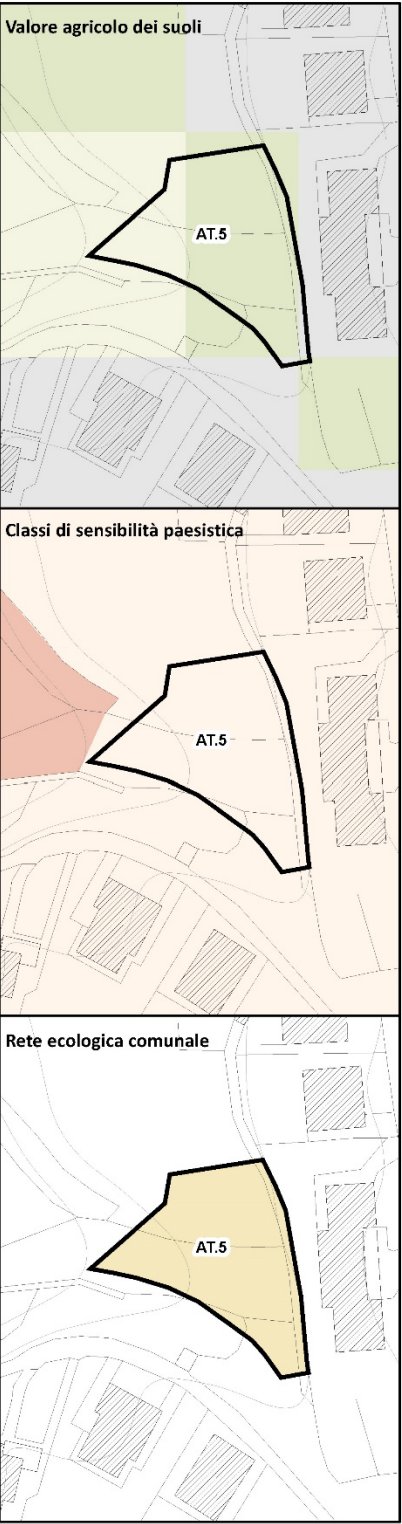 Valore agricolo dei suoli
AT.5
Classi di sensibilità paesistica
AT.5
Rete ecologica comunale
AT.5